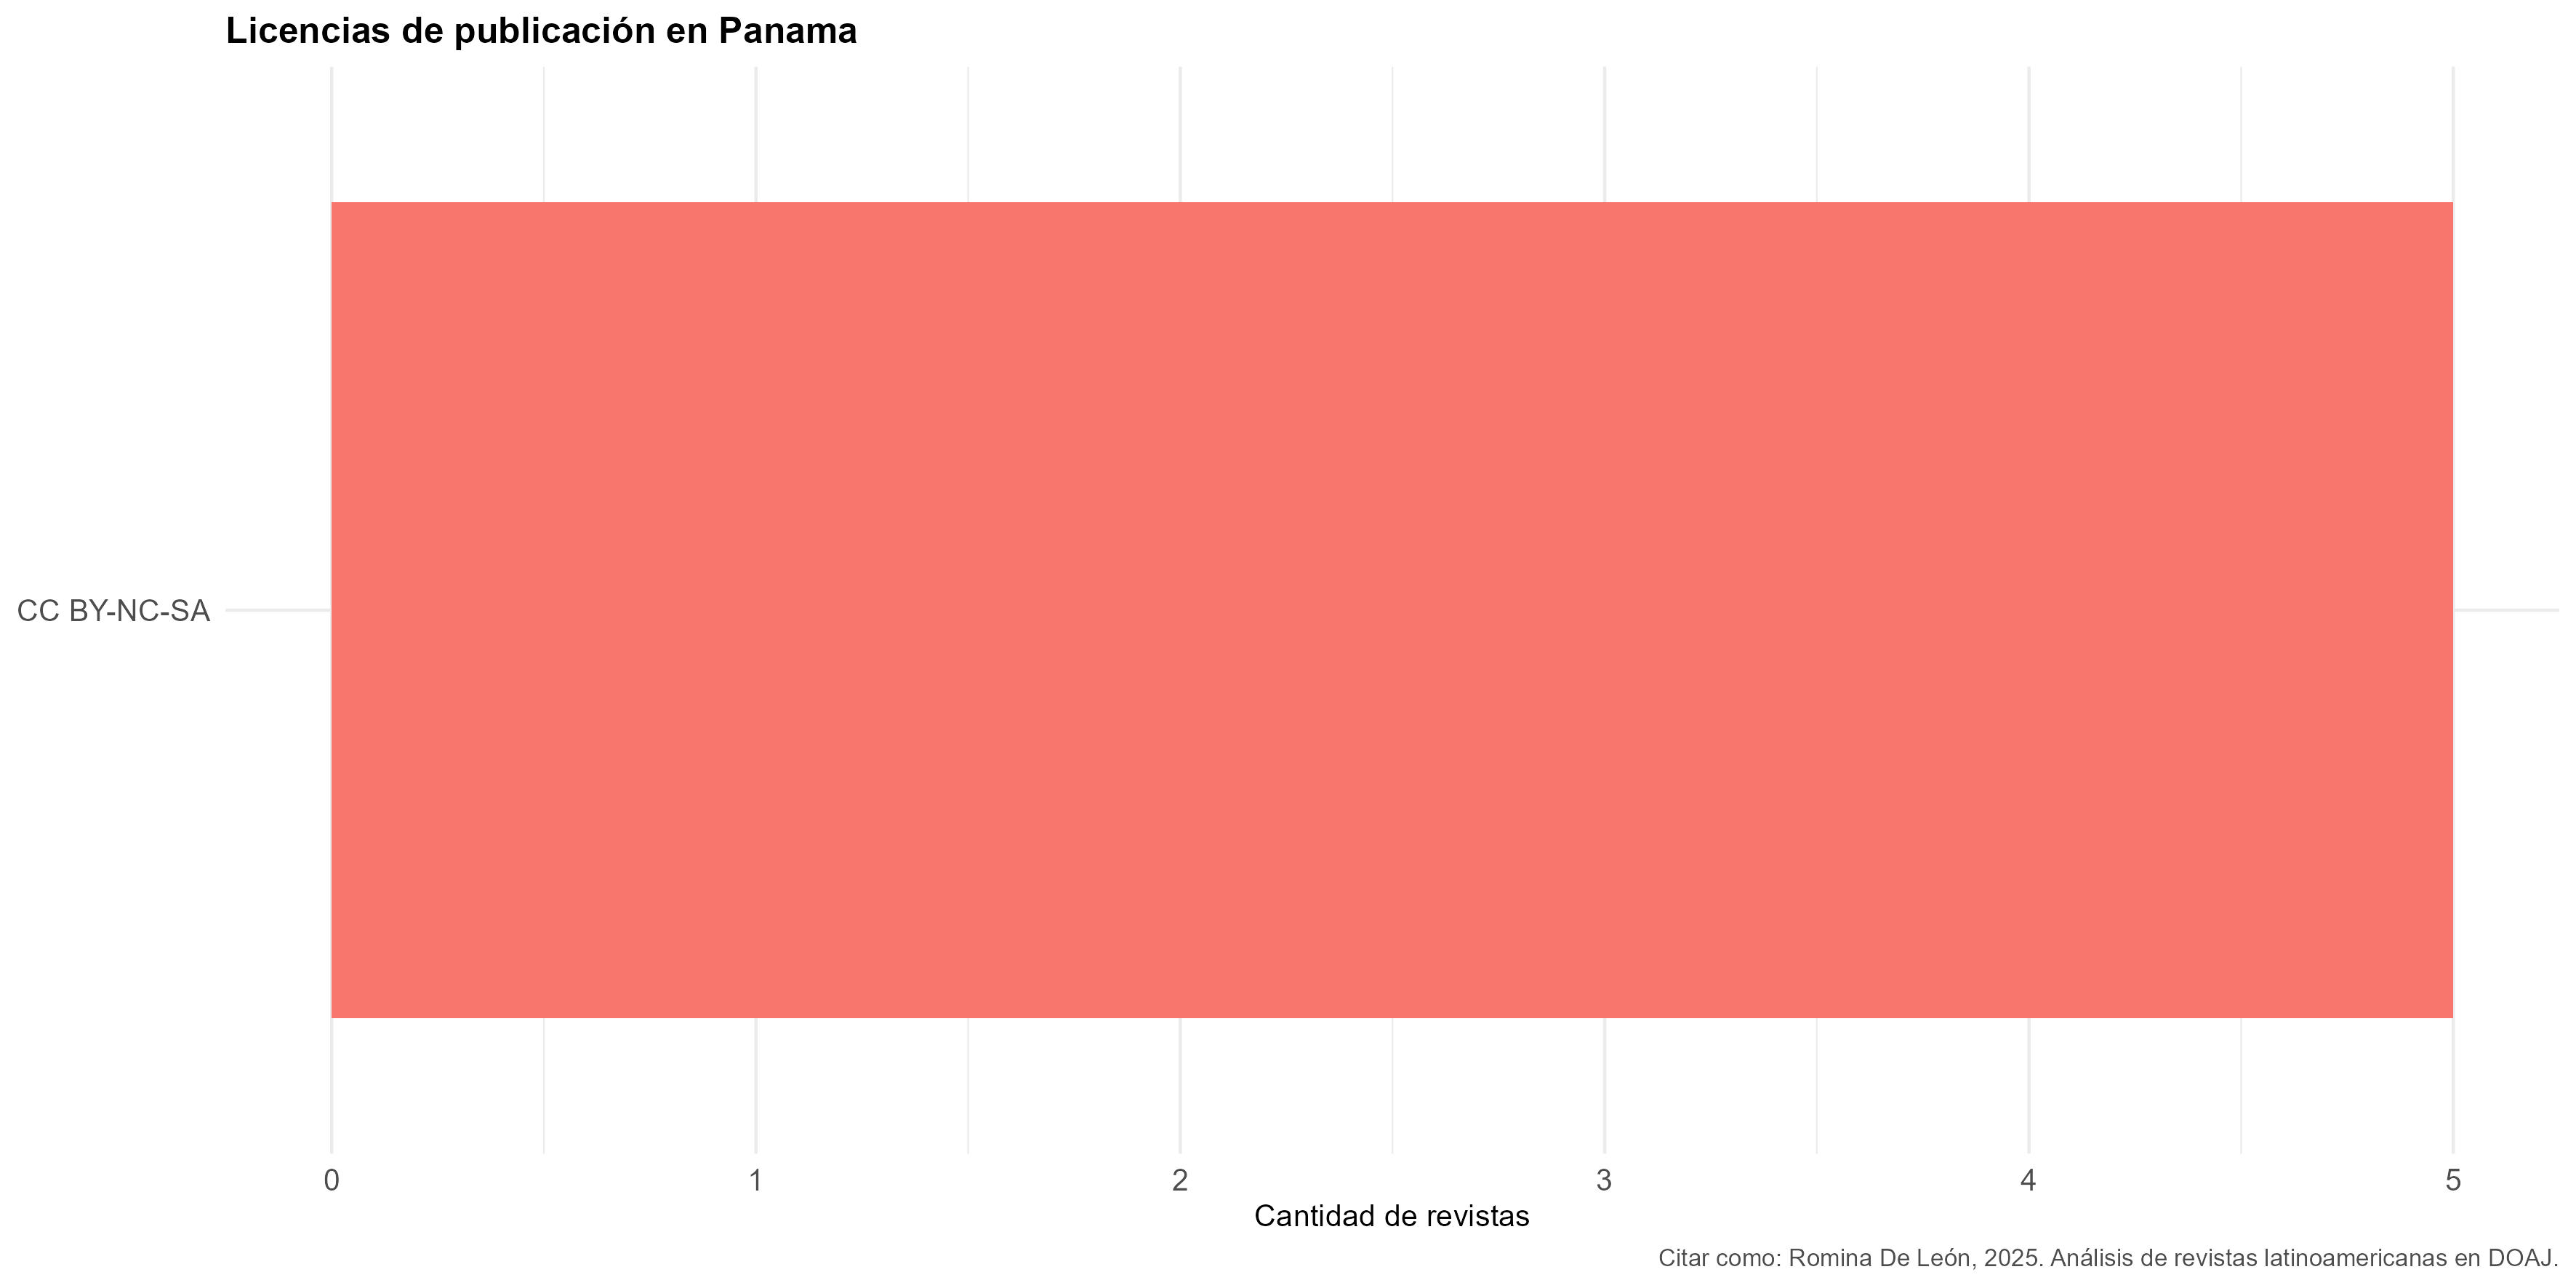 Licencias de publicación en Panama
CC BY-NC-SA
0 1 2 3 4 5
Cantidad de revistas
Citar como: Romina De León, 2025. Análisis de revistas latinoamericanas en DOAJ.